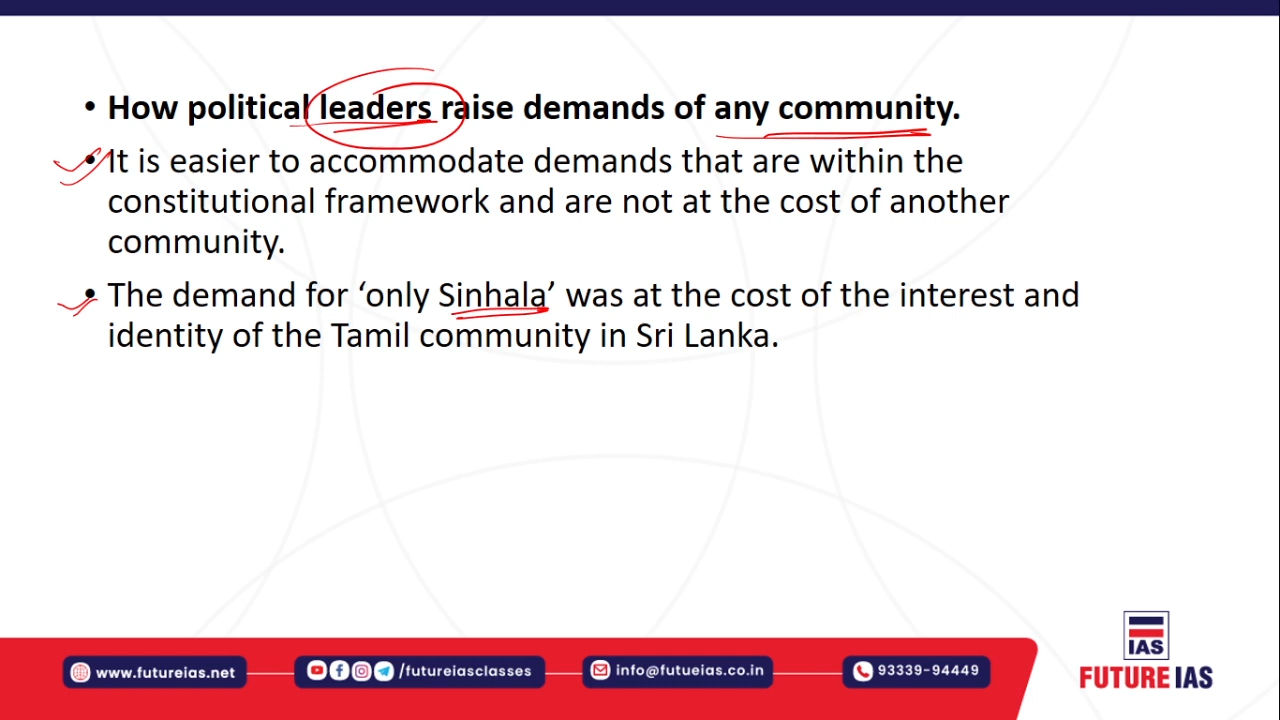 • How political leaders raise demands of any community.
• It is easier to accommodate demands that are within the
constitutional framework and are not at the cost of another
community.
• The demand for ‘only Sinhala’ was at the cost of the interest and
identity of the Tamil community in Sri Lanka.
IAS
FUTURE IAS
www.futureias.net
/futureiasclasses
info@futueias.co.in
93339-94449